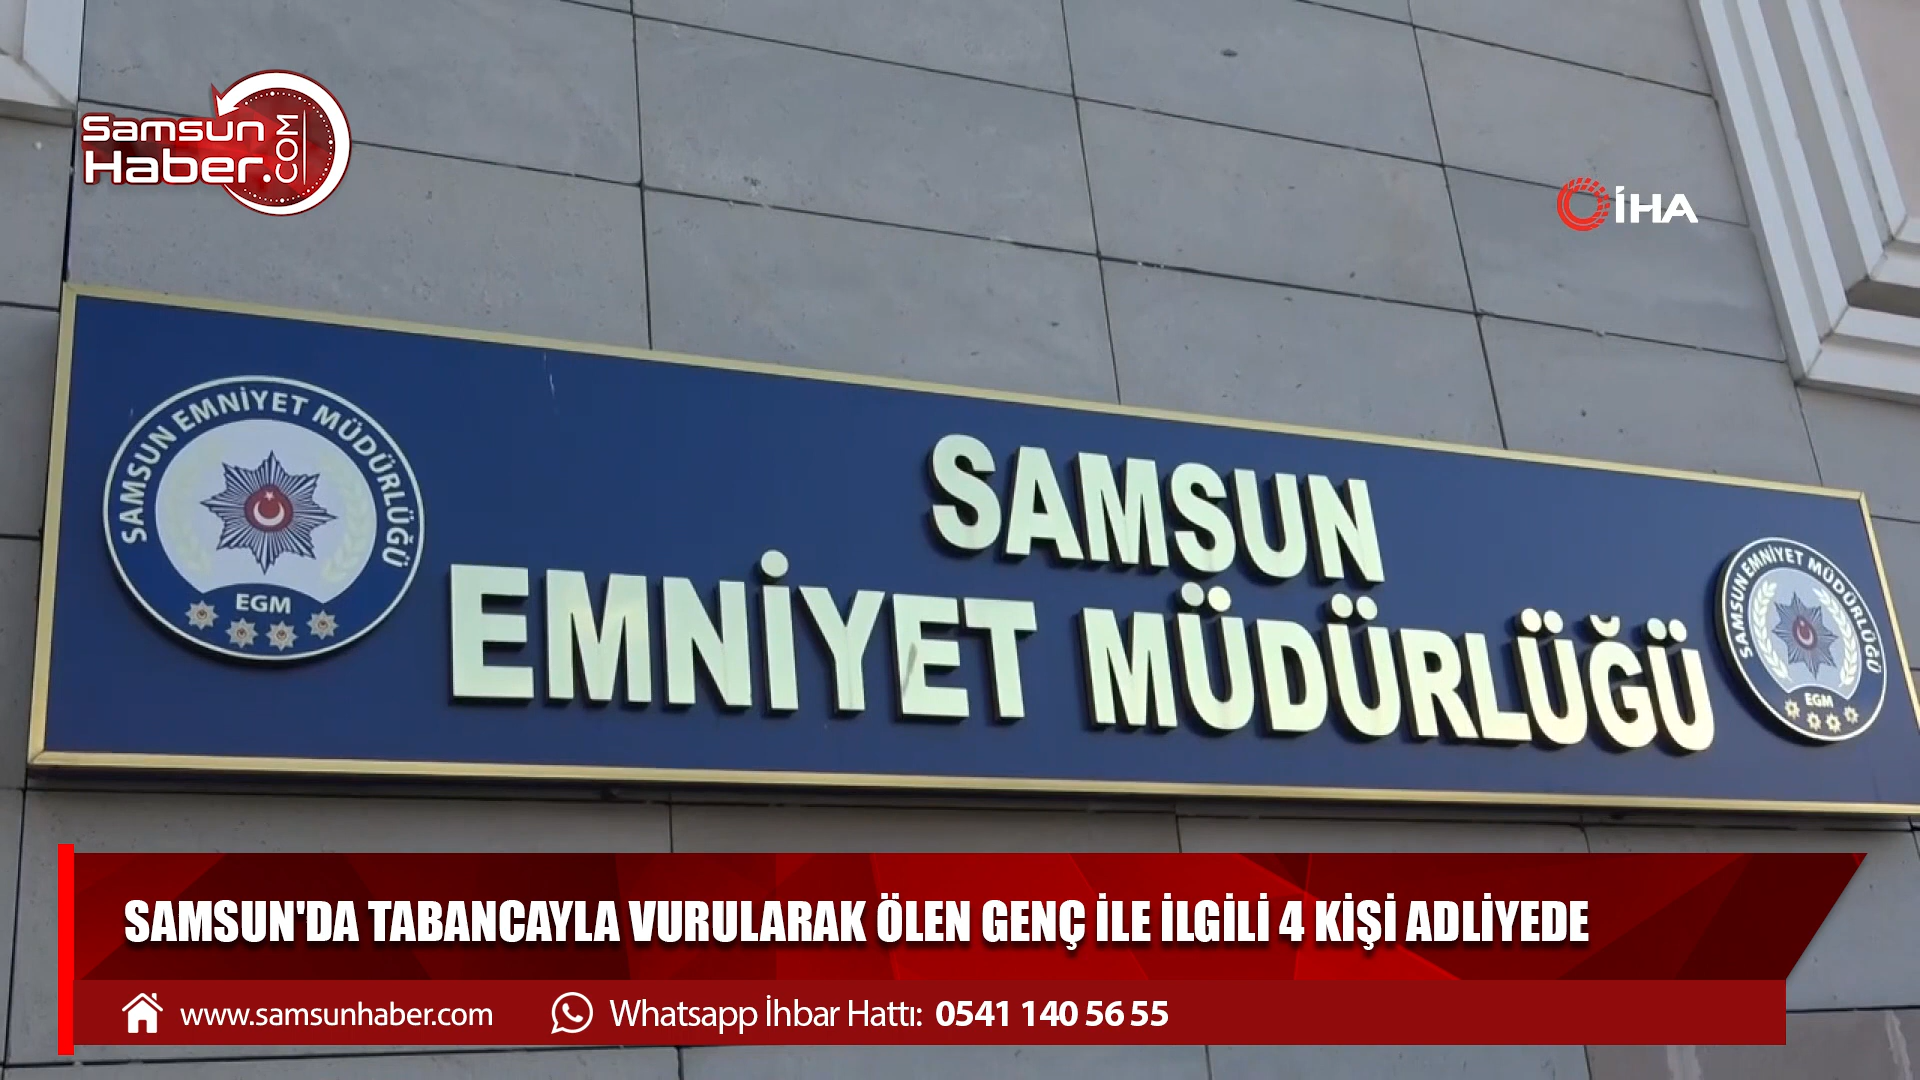 Samsun
Haber.COM
İHA
SAMSUN EMNİYET MÜDÜRLÜĞÜ
EGM
SAMSUN
EMNİYET MÜDÜRLÜĞÜ
SAMSUN EMNİYET MÜDÜRLÜĞÜ
EGM
SAMSUN'DA TABANCAYLA VURULARAK ÖLEN GENÇ İLE İLGİLİ 4 KİŞİ ADLİYEDE
www.samsunhaber.com
Whatsapp İhbar Hattı: 0541 140 56 55